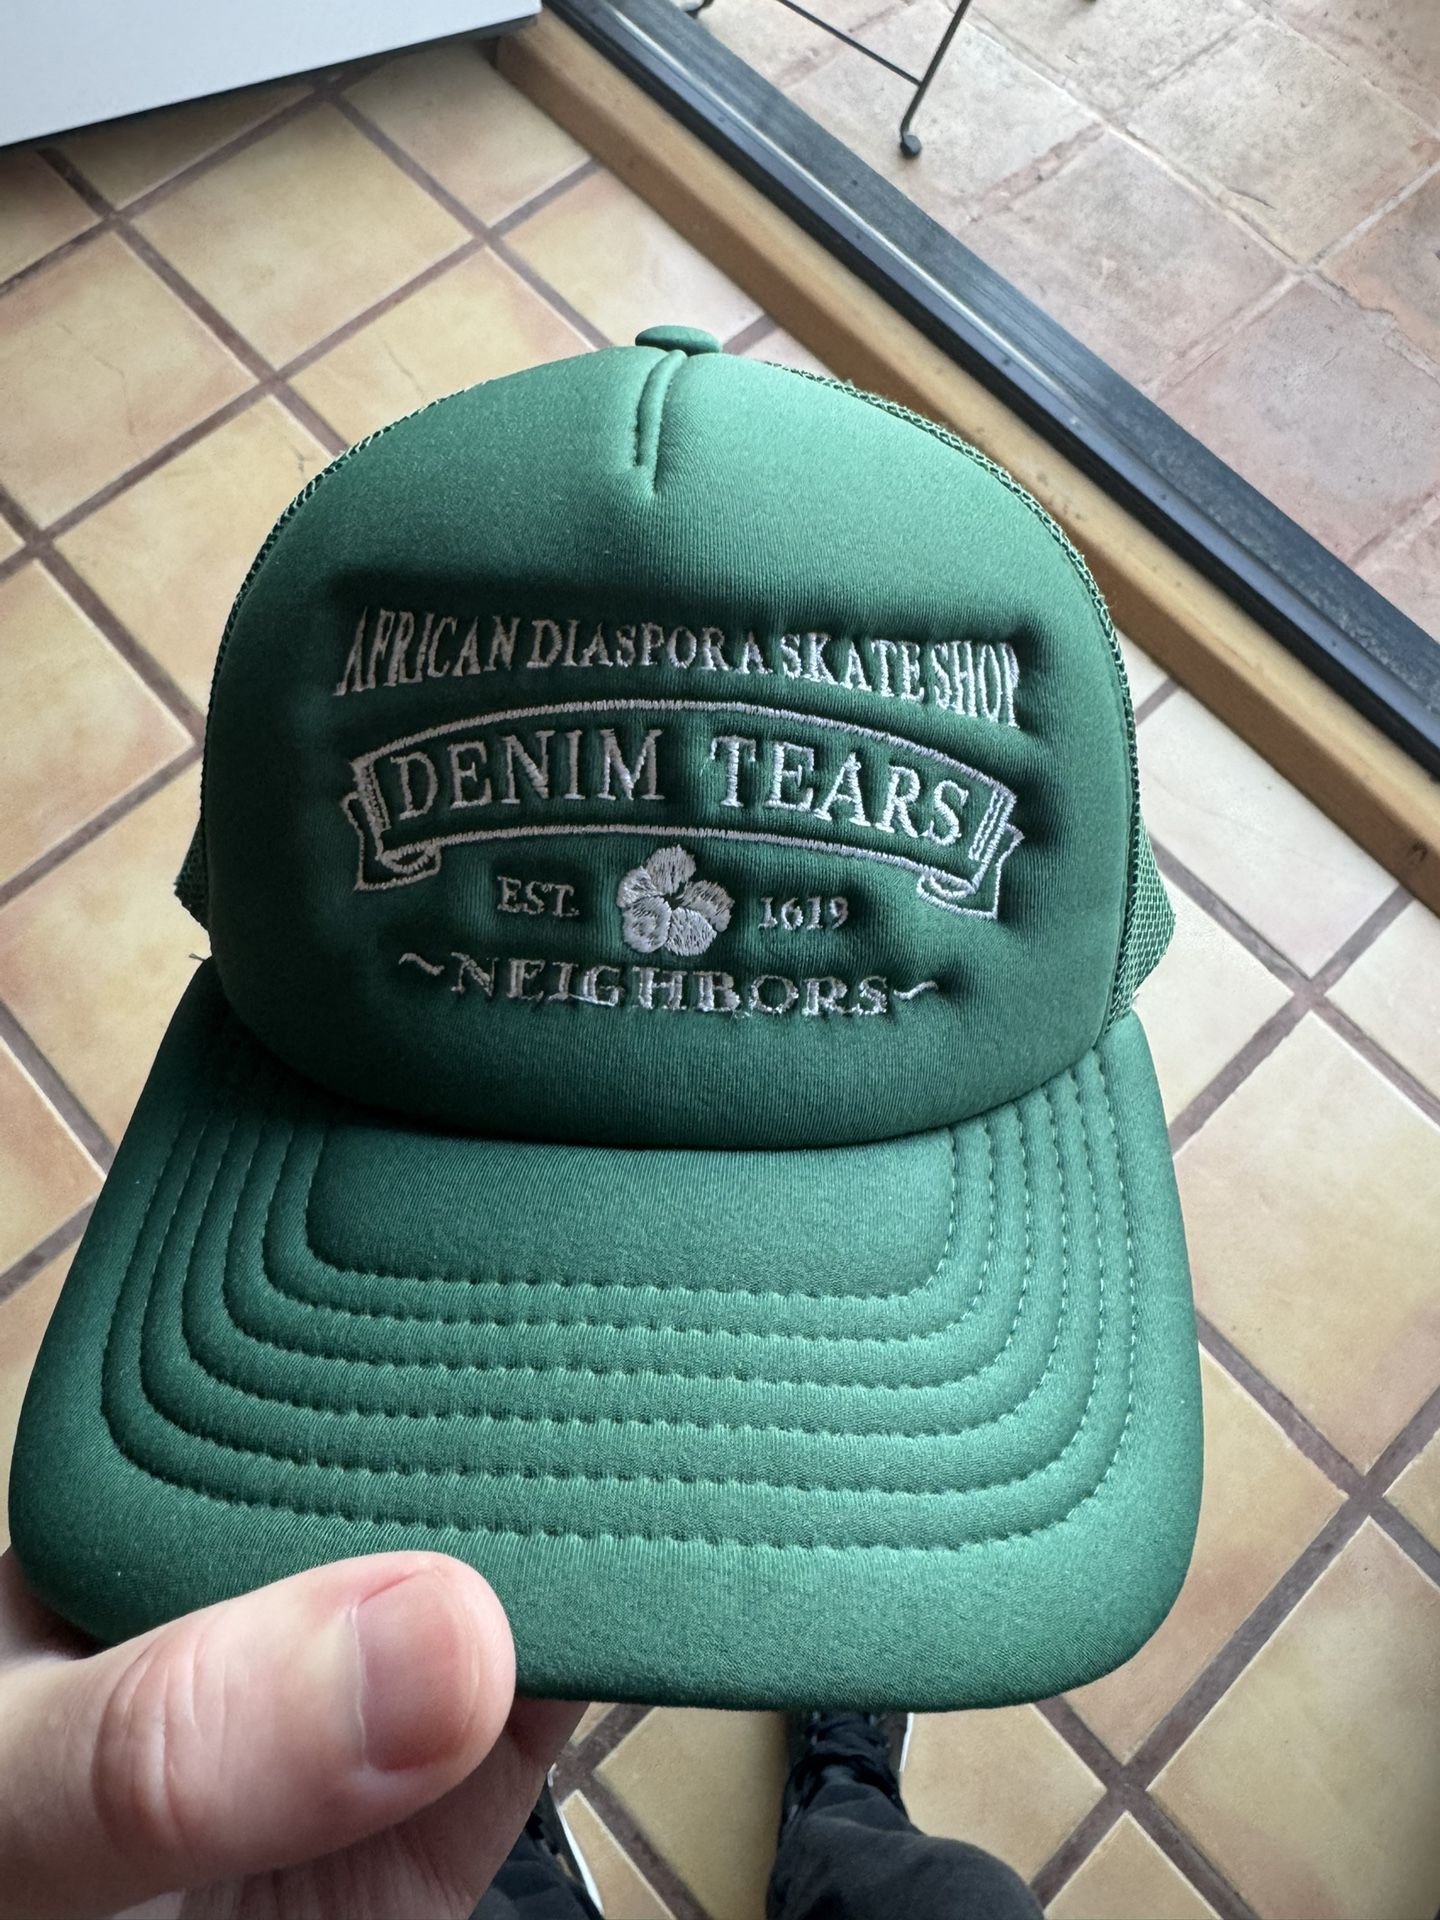 AFRICAN DIASPORA SKATE SHOP
DENIM TEARS
EST. 1619
~NEIGHBORS~